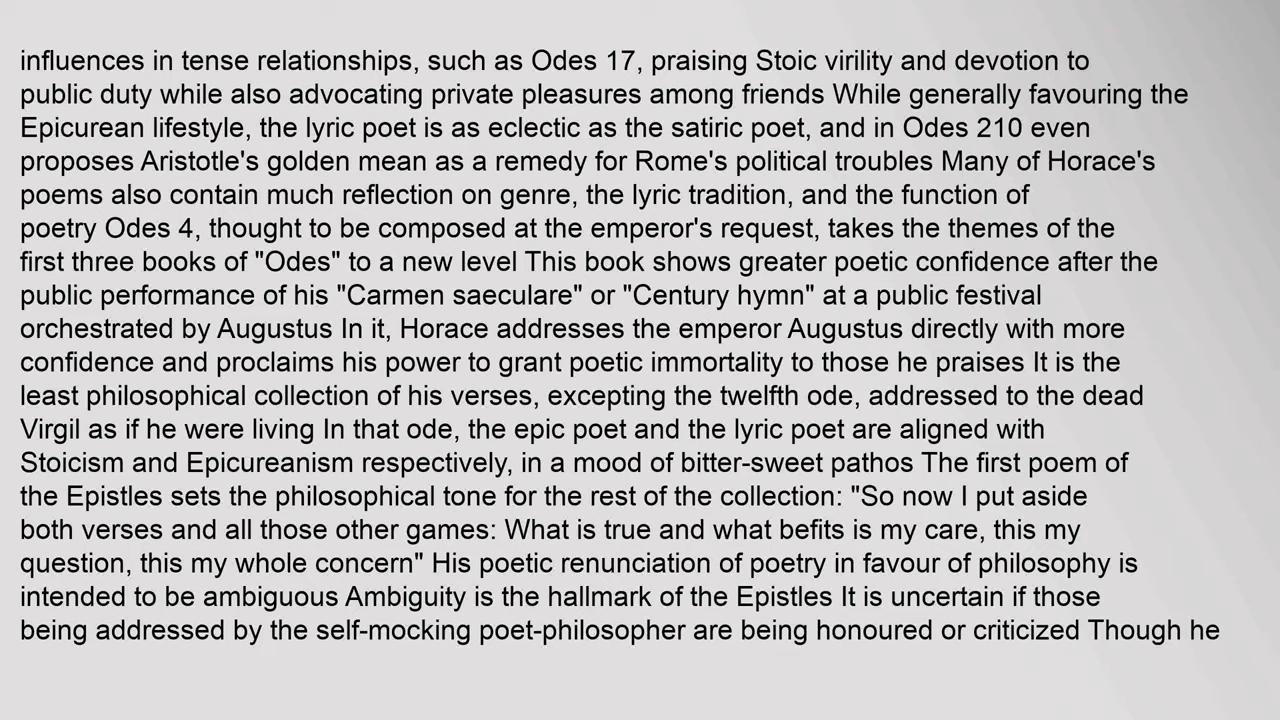 influences in tense relationships, such as Odes 17, praising Stoic virility and devotion to
public duty while also advocating private pleasures among friends While generally favouring the
Epicurean lifestyle, the lyric poet is as eclectic as the satiric poet, and in Odes 210 even
proposes Aristotle's golden mean as a remedy for Rome's political troubles Many of Horace's
poems also contain much reflection on genre, the lyric tradition, and the function of
poetry Odes 4, thought to be composed at the emperor's request, takes the themes of the
first three books of "Odes" to a new level This book shows greater poetic confidence after the
public performance of his "Carmen saeculare" or "Century hymn" at a public festival
orchestrated by Augustus In it, Horace addresses the emperor Augustus directly with more
confidence and proclaims his power to grant poetic immortality to those he praises It is the
least philosophical collection of his verses, excepting the twelfth ode, addressed to the dead
Virgil as if he were living In that ode, the epic poet and the lyric poet are aligned with
Stoicism and Epicureanism respectively, in a mood of bitter-sweet pathos The first poem of
the Epistles sets the philosophical tone for the rest of the collection: "So now I put aside
both verses and all those other games: What is true and what befits is my care, this my
question, this my whole concern" His poetic renunciation of poetry in favour of philosophy is
intended to be ambiguous Ambiguity is the hallmark of the Epistles It is uncertain if those
being addressed by the self-mocking poet-philosopher are being honoured or criticized Though he